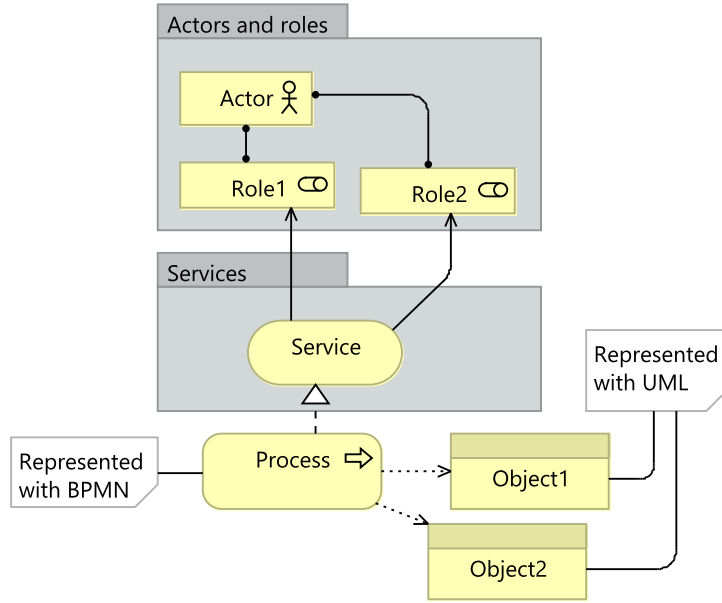 Actors and roles
Actor
Role1
Role2
Services
Service
Represented
with UML
Process
Represented
with BPMN
Object1
Object2